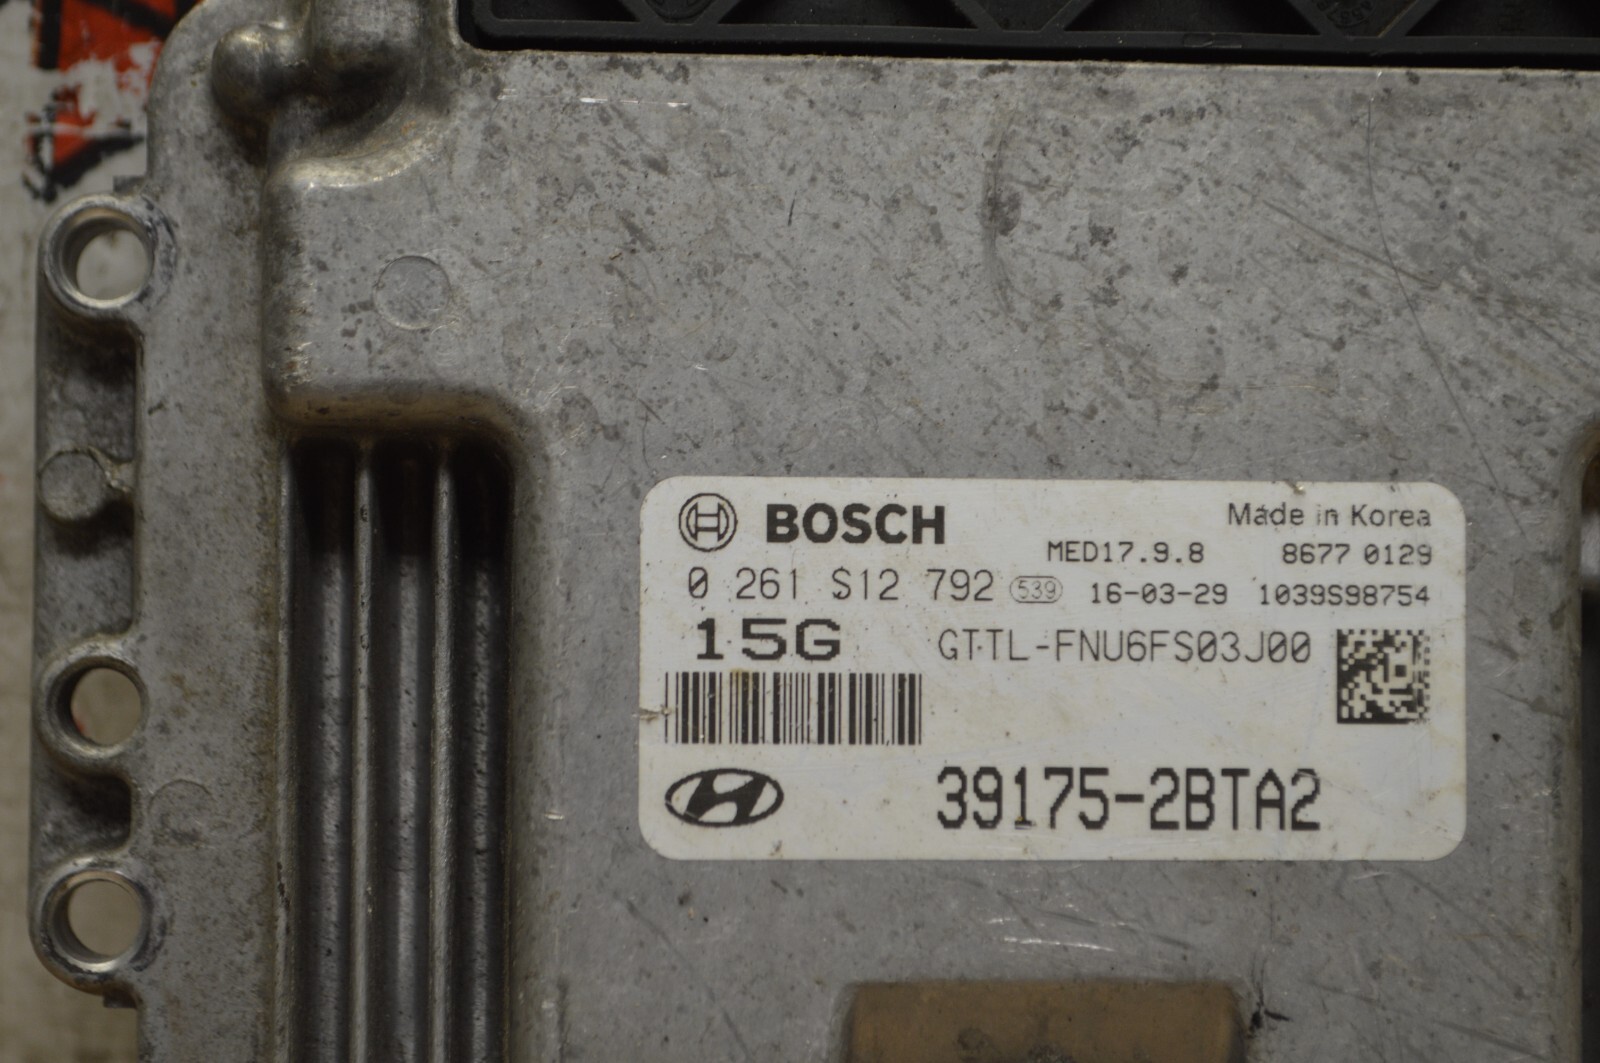 BOSCH
Made in Korea
MED17.9.8 8677 0129
0 261 S12 792 539 16-03-29 1039S98754
15G GTTL-FNU6FS03J00
39175-2BTA2